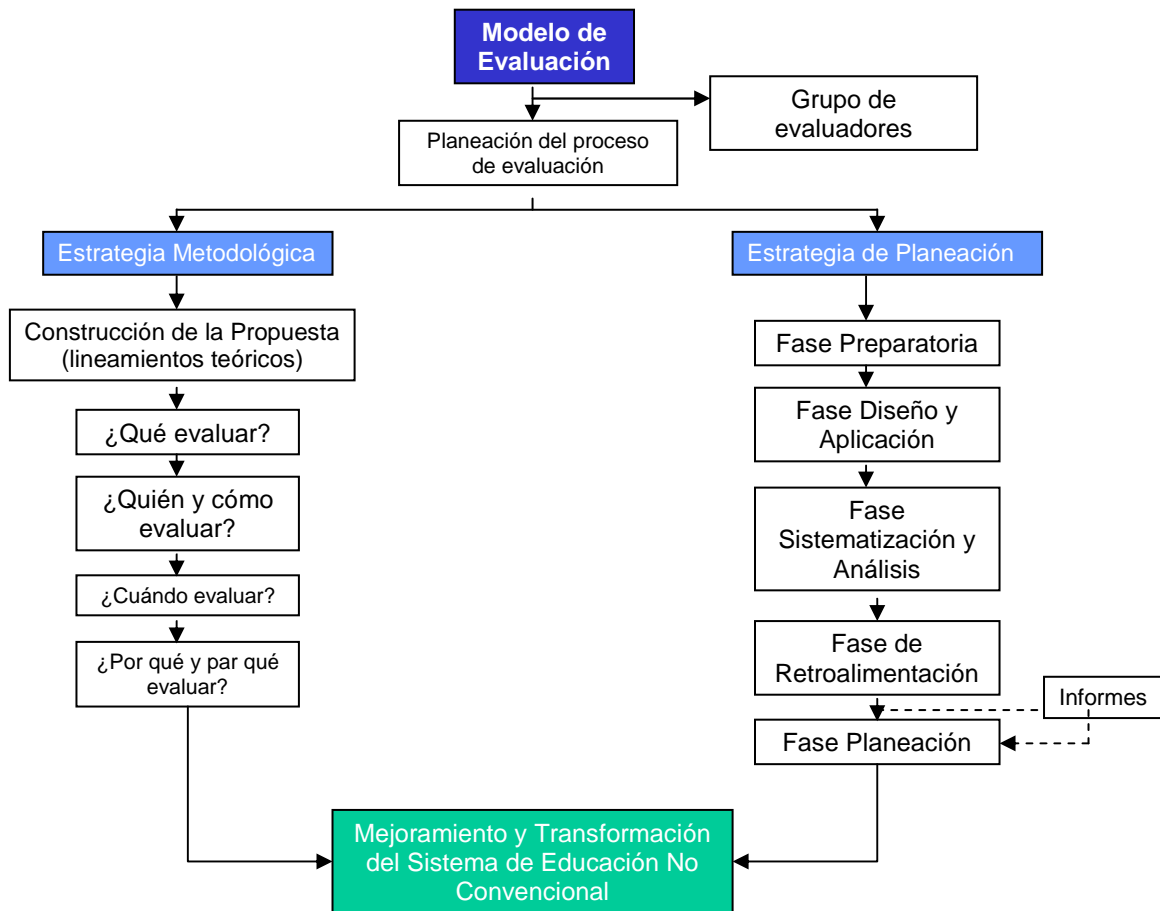 Modelo de
Evaluación
Grupo de
evaluadores
Planeación del proceso
de evaluación
Estrategia Metodológica
Construcción de la Propuesta
(lineamientos teóricos)
¿Qué evaluar?
¿Quién y cómo
evaluar?
¿Cuándo evaluar?
¿Por qué y par qué
evaluar?
Estrategia de Planeación
Fase Preparatoria
Fase Diseño y
Aplicación
Fase
Sistematización y
Análisis
Fase de
Retroalimentación
Informes
Fase Planeación
Mejoramiento y Transformación
del Sistema de Educación No
Convencional